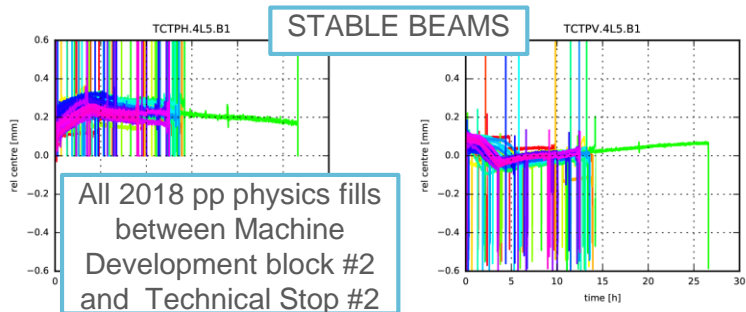 STABLE BEAMS
TCTPH.4L5.B1
rel centre [mm]
0.6
0.4
0.2
0.0
−0.2
−0.4
−0.6
0
All 2018 pp physics fills
between Machine
Development block #2
and Technical Stop #2
TCTPV.4L5.B1
rel centre [mm]
0.6
0.4
0.2
0.0
−0.2
−0.4
−0.6
0 5 10 15 20 25 30
time [h]